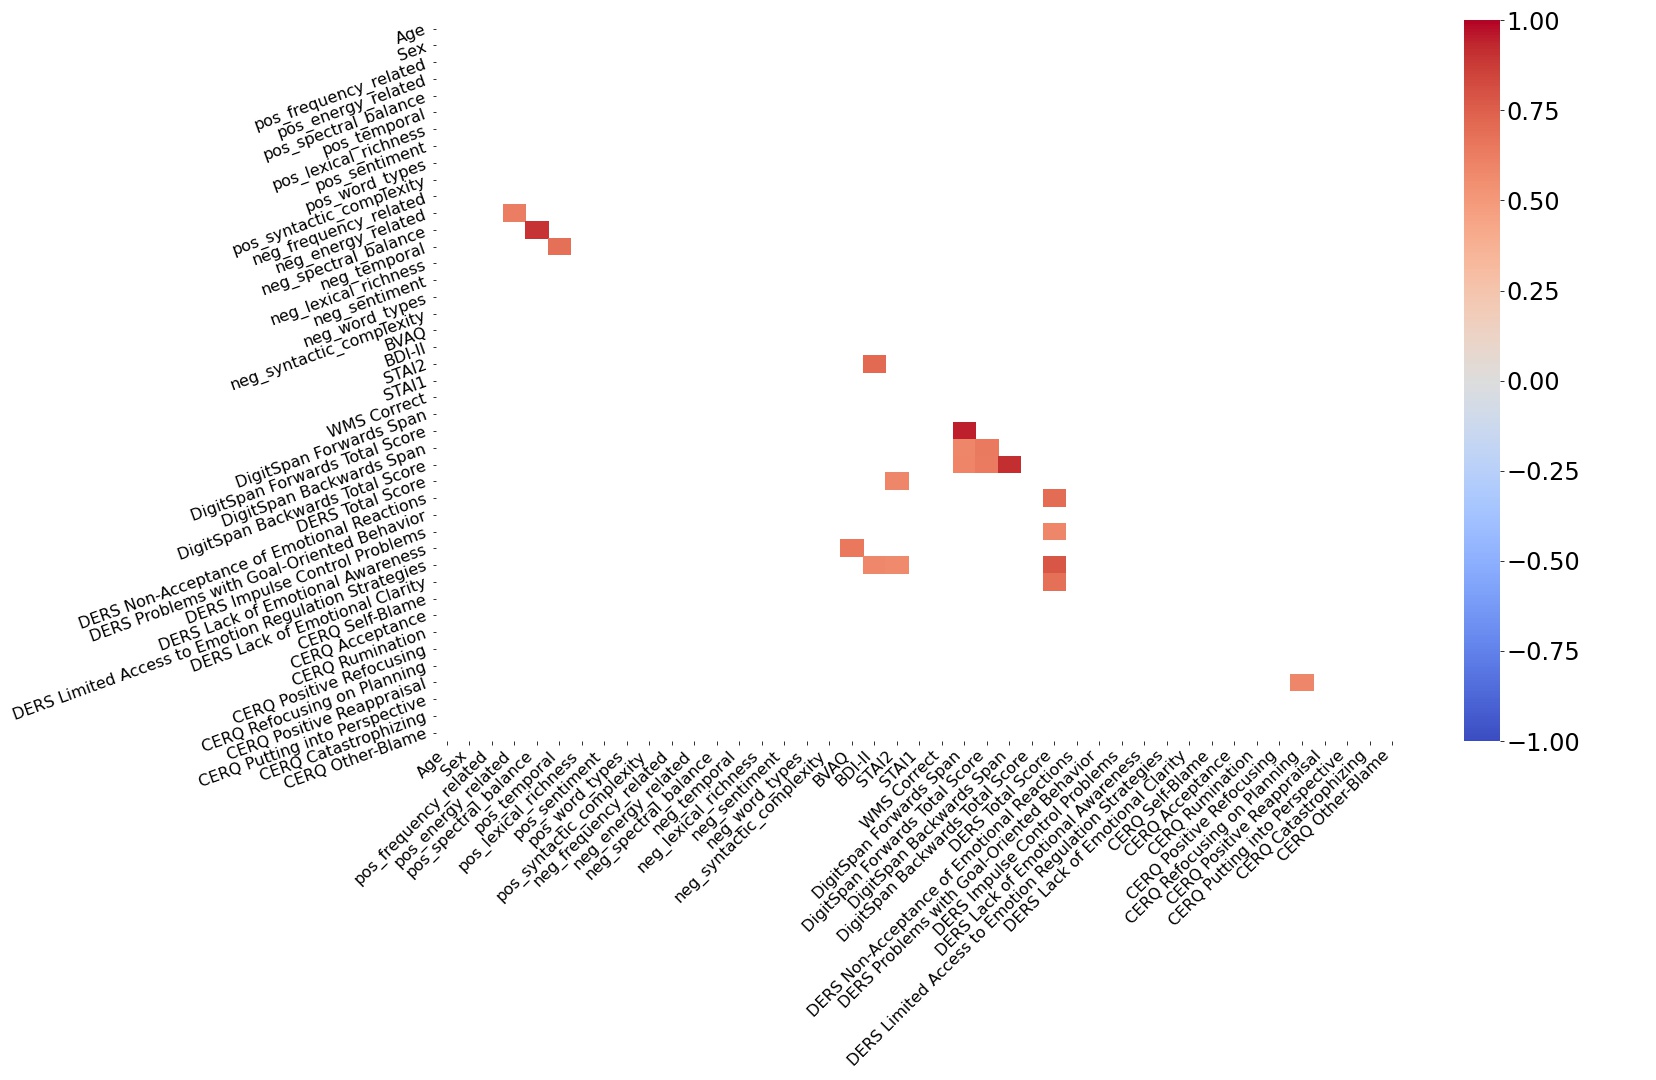 Age
Sex
pos_frequency_related
pos_energy_related
pos_spectral_balance
pos_temporal
pos_lexical_richness
pos_sentiment
pos_word_types
pos_syntactic_complexity
neg_frequency_related
neg_energy_related
neg_spectral_balance
neg_temporal
neg_lexical_richness
neg_sentiment
neg_word_types
neg_syntactic_complexity
BVAQ
BDI-II
STAI2
STAI1
WMS Correct
DigitSpan Forwards Span
DigitSpan Forwards Total Score
DigitSpan Backwards Span
DigitSpan Backwards Total Score
DERS Total Score
DERS Non-Acceptance of Emotional Reactions
DERS Problems with Goal-Oriented Behavior
DERS Impulse Control Problems
DERS Lack of Emotional Awareness
DERS Limited Access to Emotion Regulation Strategies
DERS Lack of Emotional Clarity
CERQ Self-Blame
CERQ Acceptance
CERQ Rumination
CERQ Positive Refocusing
CERQ Refocusing on Planning
CERQ Positive Reappraisal
CERQ Putting into Perspective
CERQ Catastrophizing
CERQ Other-Blame
Age
Sex
pos_frequency_related
pos_energy_related
pos_spectral_balance
pos_temporal
pos_lexical_richness
pos_sentiment
pos_word_types
pos_syntactic_complexity
neg_frequency_related
neg_energy_related
neg_spectral_balance
neg_temporal
neg_lexical_richness
neg_sentiment
neg_word_types
neg_syntactic_complexity
BVAQ
BDI-II
STAI2
STAI1
WMS Correct
DigitSpan Forwards Span
DigitSpan Forwards Total Score
DigitSpan Backwards Span
DigitSpan Backwards Total Score
DERS Total Score
DERS Non-Acceptance of Emotional Reactions
DERS Problems with Goal-Oriented Behavior
DERS Impulse Control Problems
DERS Lack of Emotional Awareness
DERS Limited Access to Emotion Regulation Strategies
DERS Lack of Emotional Clarity
CERQ Self-Blame
CERQ Acceptance
CERQ Rumination
CERQ Positive Refocusing
CERQ Refocusing on Planning
CERQ Positive Reappraisal
CERQ Putting into Perspective
CERQ Catastrophizing
CERQ Other-Blame
1.00
0.75
0.50
0.25
0.00
−0.25
−0.50
−0.75
−1.00